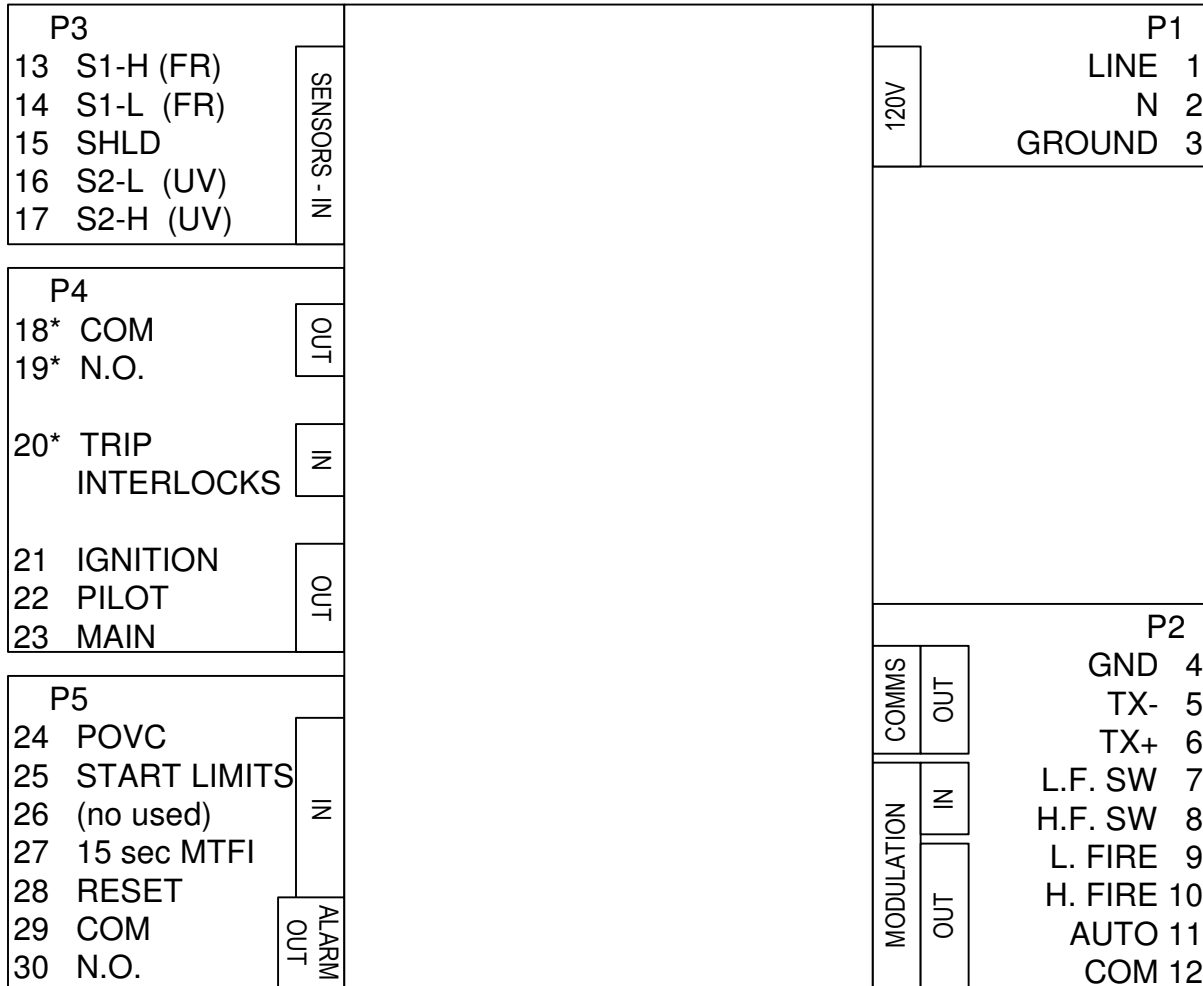 P3
13 S1-H (FR)
14 S1-L (FR)
15 SHLD
16 S2-L (UV)
17 S2-H (UV)
SENSORS - IN
P4
18* COM
19* N.O.
OUT
20* TRIP
INTERLOCKS
IN
21 IGNITION
22 PILOT
23 MAIN
OUT
P5
24 POVC
25 START LIMITS
26 (no used)
27 15 sec MTFI
28 RESET
IN
29 COM
30 N.O.
ALARM
OUT
P1
120V
LINE 1
N 2
GROUND 3
P2
COMMS
OUT
GND 4
TX- 5
TX+ 6
MODULATION
IN
L.F. SW 7
H.F. SW 8
OUT
L. FIRE 9
H. FIRE 10
AUTO 11
COM 12